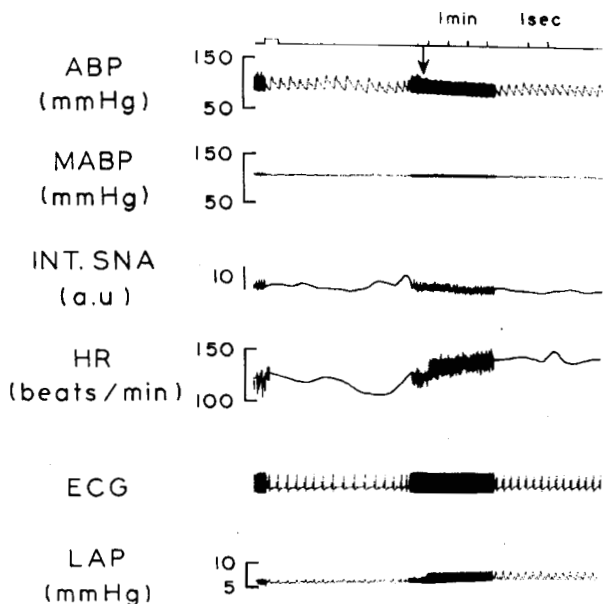 1min 1sec
ABP
(mmHg)
150
50
MABP
(mmHg)
150
50
INT. SNA
(a.u)
10
HR
(beats/min)
150
100
ECG
LAP
(mmHg)
10
5